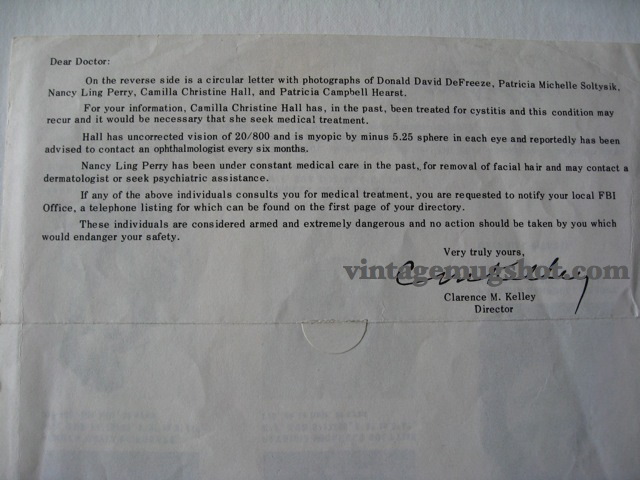 Dear Doctor:
On the reverse side is a circular letter with photographs of Donald David DeFreeze, Patricia Michelle Soltysik,
Nancy Ling Perry, Camilla Christine Hall, and Patricia Campbell Hearst.
For your information, Camilla Christine Hall has, in the past, been treated for cystitis and this condition may
recur and it would be necessary that she seek medical treatment.
Hall has uncorrected vision of 20/800 and is myopic by minus 5.25 sphere in each eye and reportedly has been
advised to contact an ophthalmologist every six months.
Nancy Ling Perry has been under constant medical care in the past, for removal of facial hair and may contact a
dermatologist or seek psychiatric assistance.
If any of the above individuals consults you for medical treatment, you are requested to notify your local FBI
Office, a telephone listing for which can be found on the first page of your directory.
These individuals are considered armed and extremely dangerous and no action should be taken by you which
would endanger your safety.
Very truly yours,
vintagemugshot.com
Clarence M. Kelley
Director